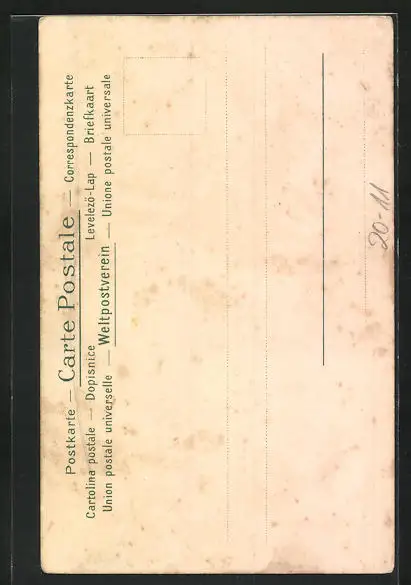 Postkarte — Carte Postale — Correspondenzkarte
Cartolina postale — Dopisnice Levelező-Lap — Briefkaart
Union postale universelle — Weltpostverein — Unione postale universale
20-11